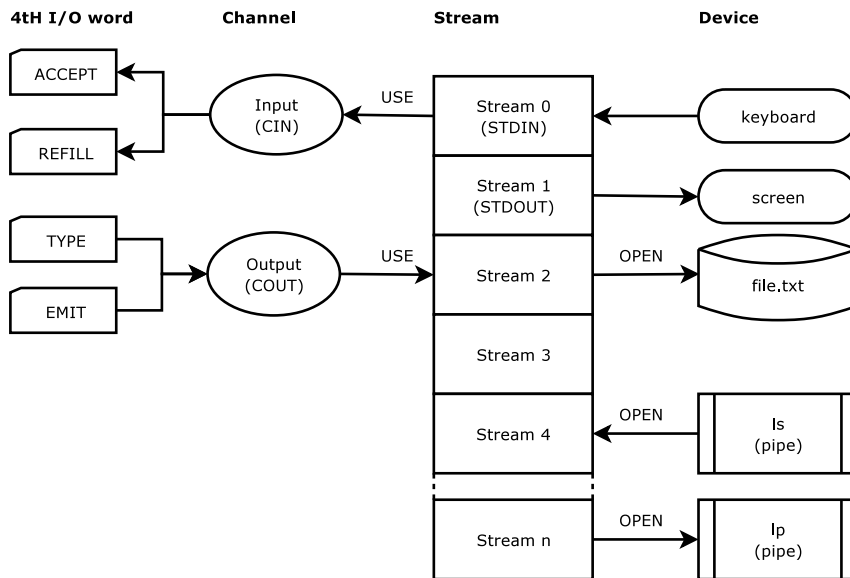 4tH I/O word
Channel
Stream
Device
ACCEPT
REFILL
Input
(CIN)
USE
Stream 0
(STDIN)
keyboard
Stream 1
(STDOUT)
screen
TYPE
EMIT
Output
(COUT)
USE
Stream 2
OPEN
file.txt
Stream 3
Stream 4
OPEN
ls
(pipe)
Stream n
OPEN
lp
(pipe)